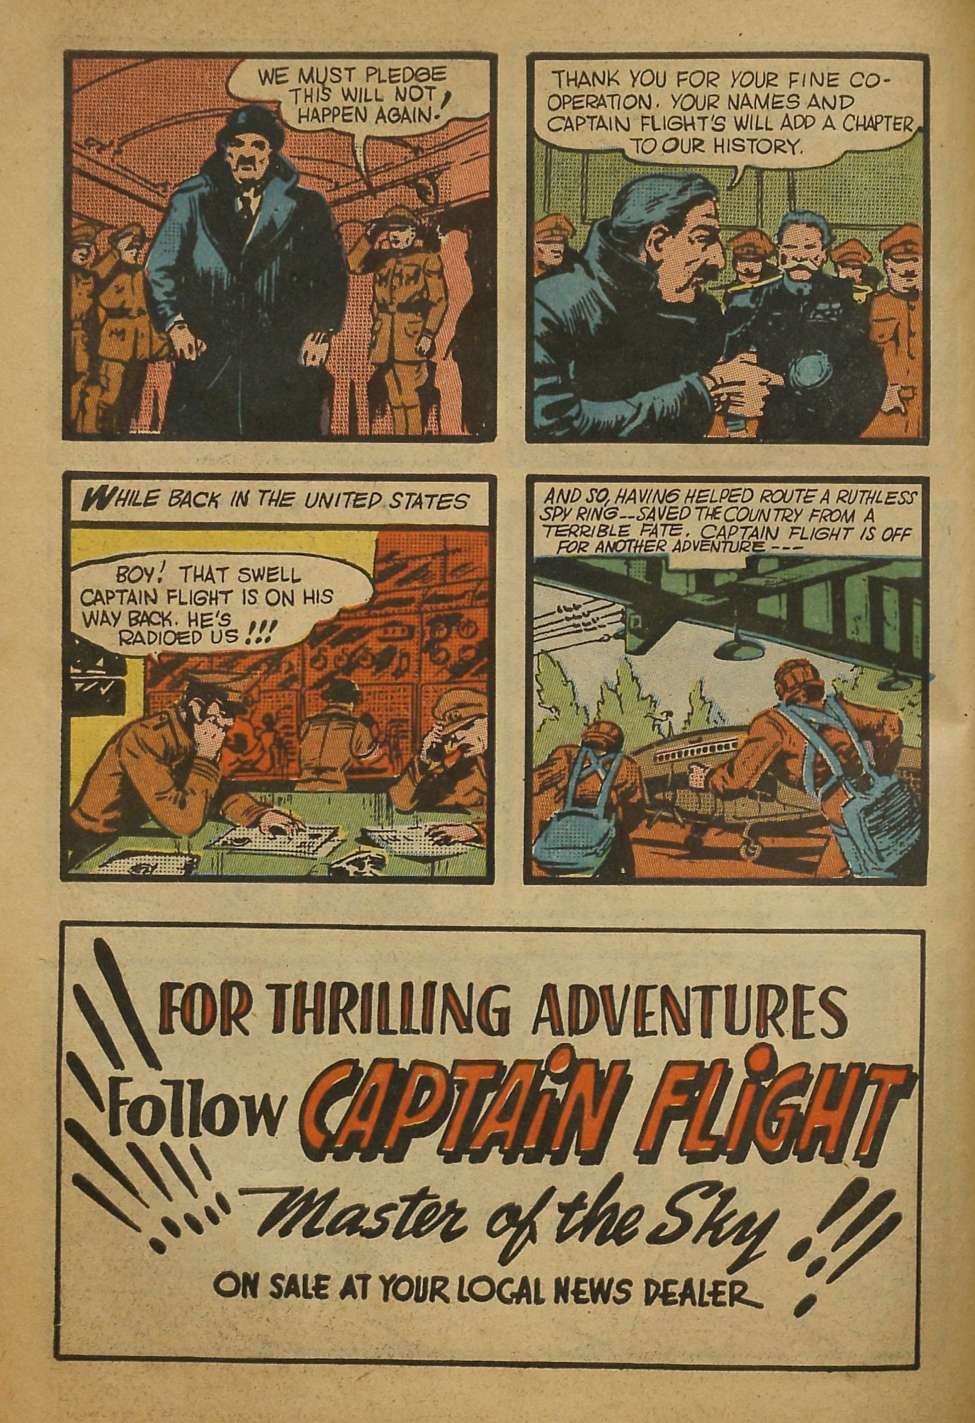 WE MUST PLEDGE
THIS WILL NOT
HAPPEN AGAIN!
THANK YOU FOR YOUR FINE CO-
OPERATION. YOUR NAMES AND
CAPTAIN FLIGHT'S WILL ADD A CHAPTER
TO OUR HISTORY.
WHILE BACK IN THE UNITED STATES
BOY! THAT SWELL
CAPTAIN FLIGHT IS ON HIS
WAY BACK. HE'S
RADIOED US!!!
AND SO, HAVING HELPED ROUTE A RUTHLESS
SPY RING--SAVED THE COUNTRY FROM A
TERRIBLE FATE, CAPTAIN FLIGHT IS OFF
FOR ANOTHER ADVENTURE---
FOR THRILLING ADVENTURES
Follow CAPTAiN FLiGHT
Master of the Sky!!!
ON SALE AT YOUR LOCAL NEWS DEALER